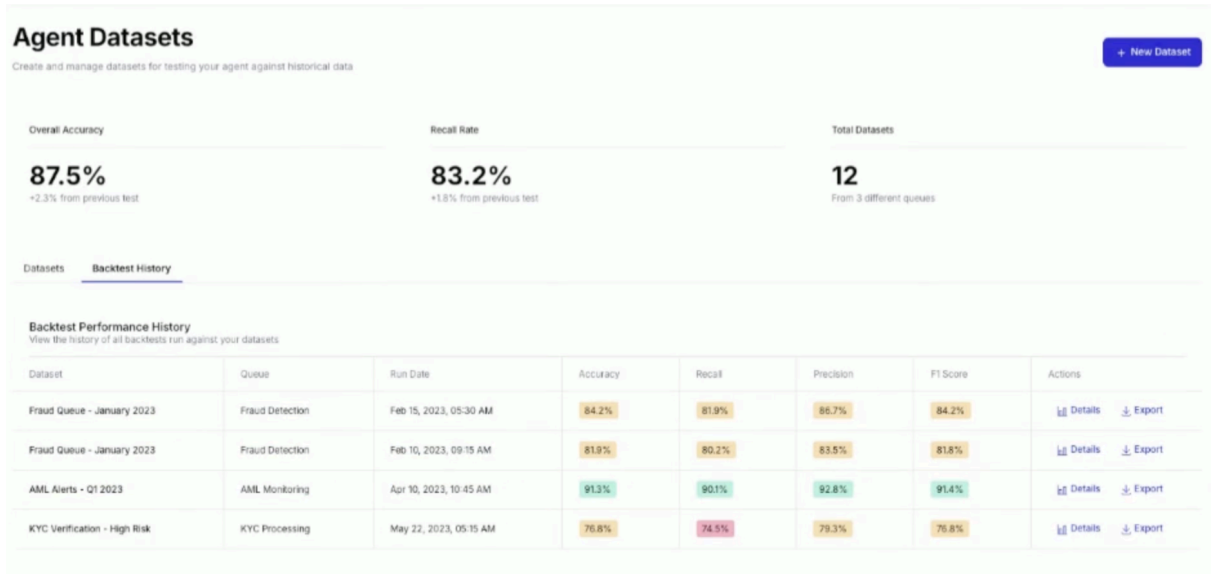 Agent Datasets
Create and manage datasets for testing your agent against historical data
+ New Dataset
Overall Accuracy
87.5%
+2.3% from previous test
Recall Rate
83.2%
+1.8% from previous test
Total Datasets
12
From 3 different queues
Datasets Backtest History
Backtest Performance History
View the history of all backtests run against your datasets
Dataset Queue Run Date Accuracy Recall Precision F1 Score Actions
Fraud Queue - January 2023 Fraud Detection Feb 15, 2023, 05:30 AM 84.2% 81.9% 86.7% 84.2% Details Export
Fraud Queue - January 2023 Fraud Detection Feb 10, 2023, 09:15 AM 81.9% 80.2% 83.5% 81.8% Details Export
AML Alerts - Q1 2023 AML Monitoring Apr 10, 2023, 10:45 AM 91.3% 90.1% 92.8% 91.4% Details Export
KYC Verification - High Risk KYC Processing May 22, 2023, 05:15 AM 76.8% 74.5% 79.3% 76.8% Details Export